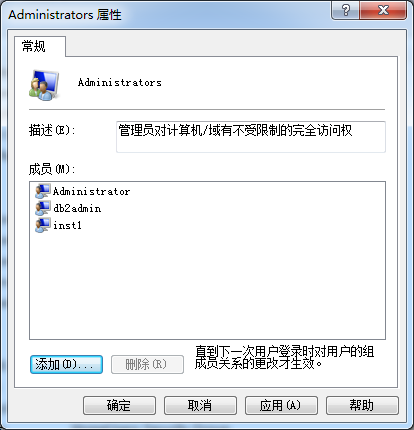 Administrators 属性
常规
Administrators
描述(E):
管理员对计算机/域有不受限制的完全访问权
成员(M):
Administrator
db2admin
inst1
添加(D)...
删除(R)
直到下一次用户登录时对用户的组
成员关系的更改才生效。
确定
取消
应用(A)
帮助